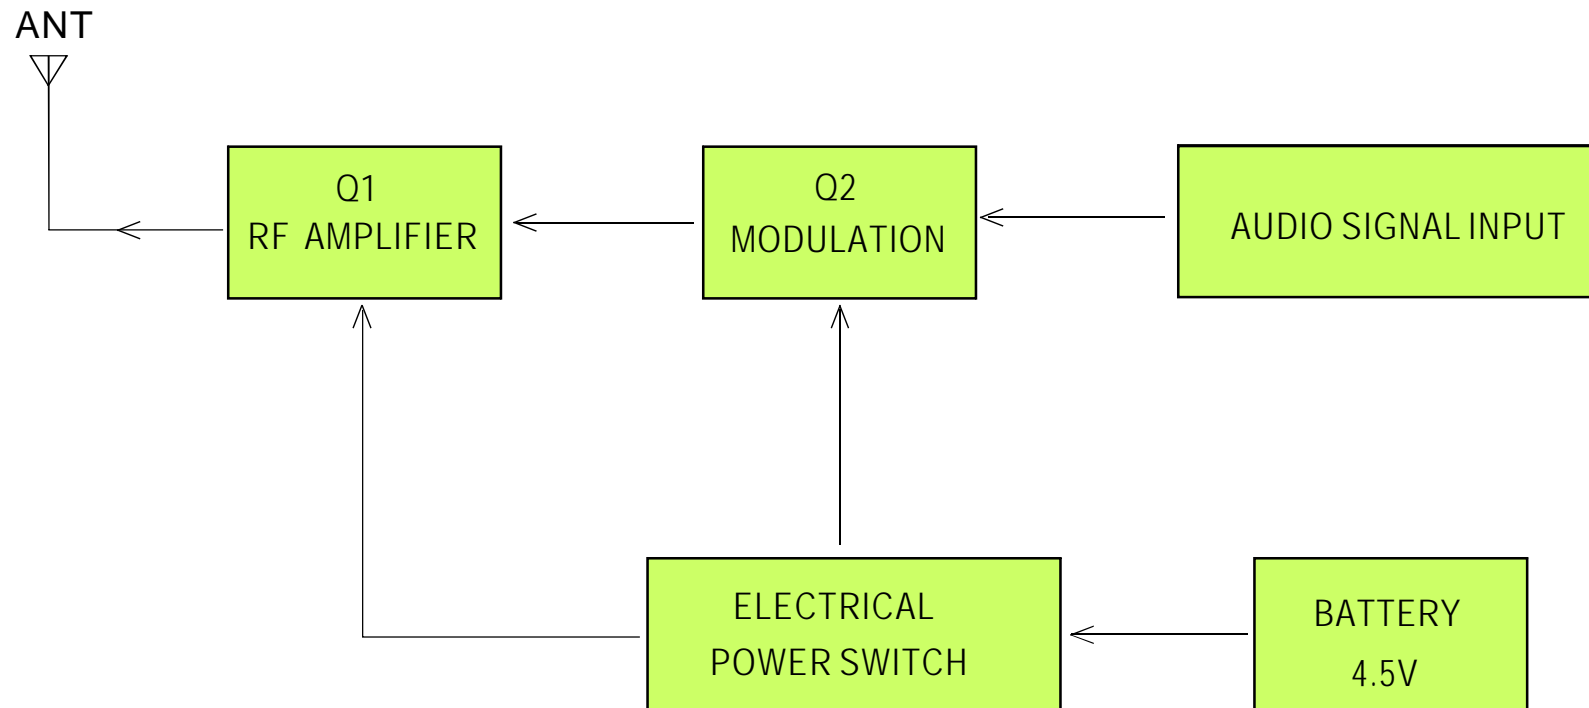 ANT
Q1
RF AMPLIFIER
Q2
MODULATION
AUDIO SIGNAL INPUT
ELECTRICAL
POWER SWITCH
BATTERY
4.5V